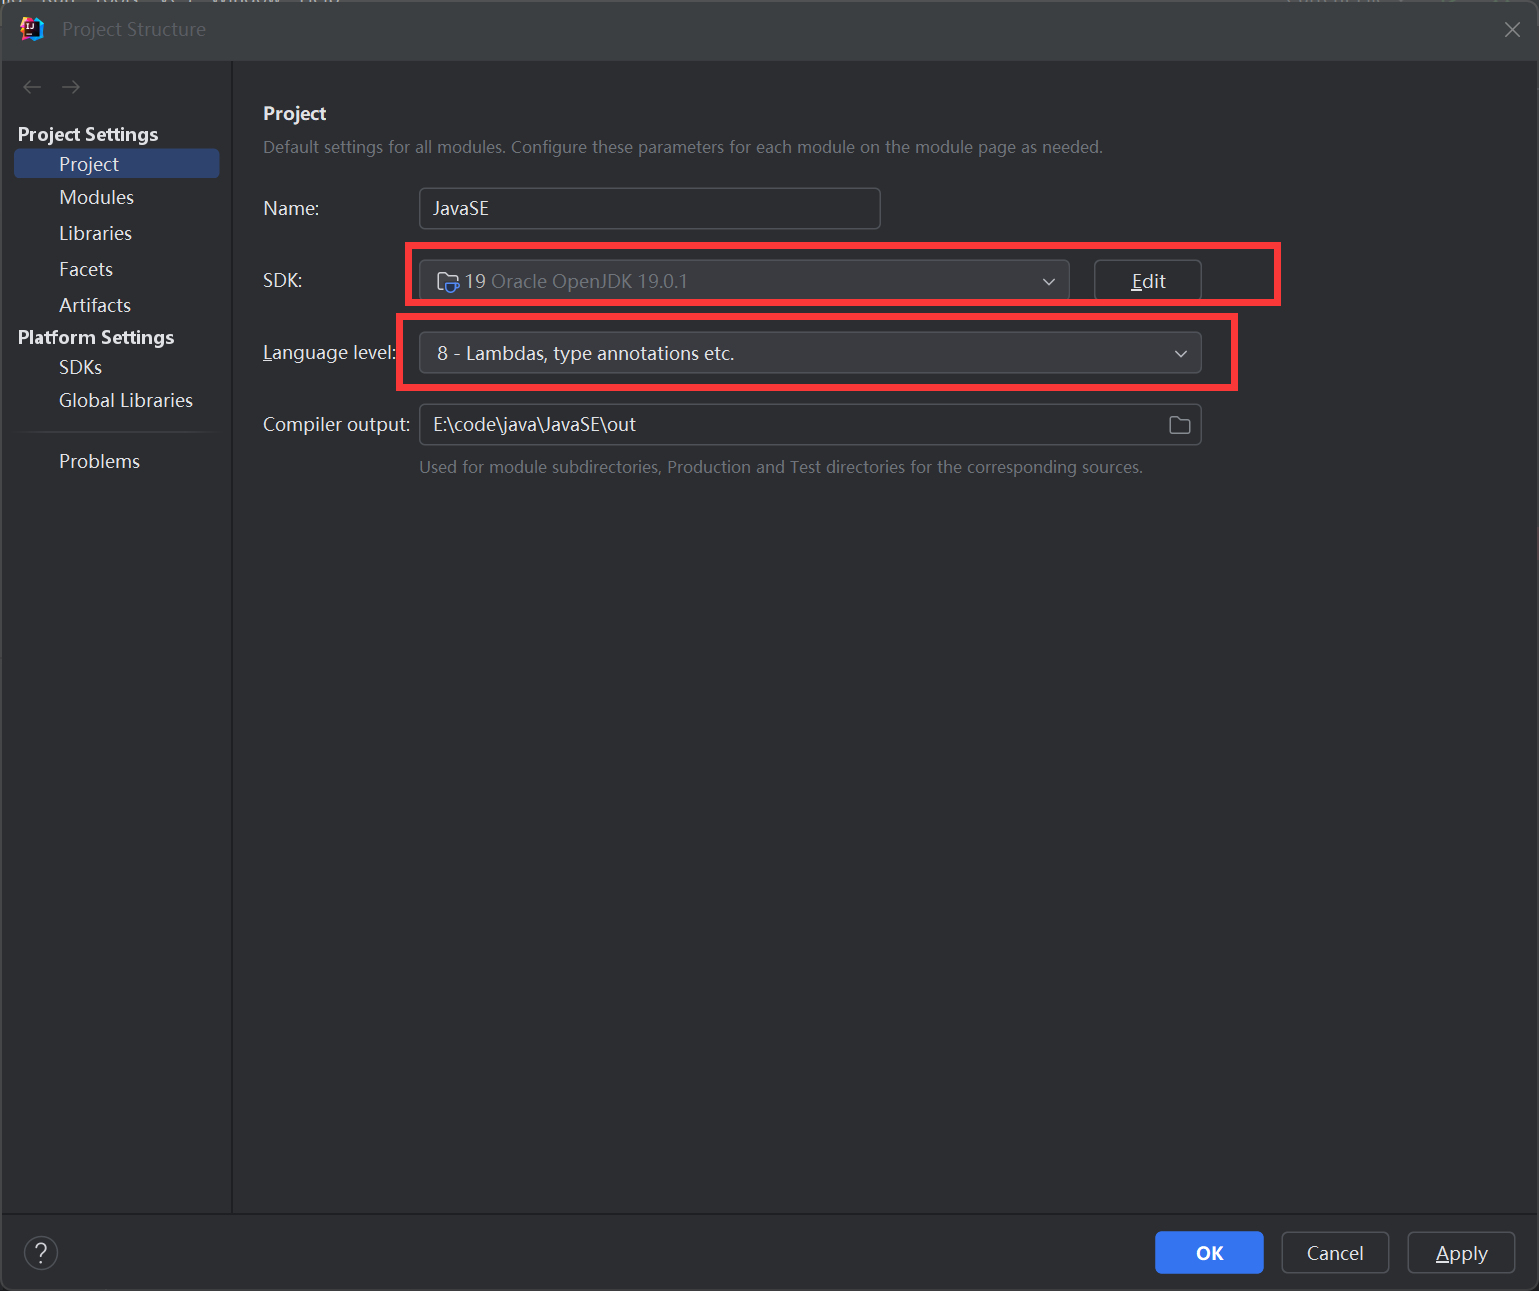 Project Structure
Project Settings
Project
Modules
Libraries
Facets
Artifacts
Platform Settings
SDKs
Global Libraries
Problems
Project
Default settings for all modules. Configure these parameters for each module on the module page as needed.
Name: JavaSE
SDK: 19 Oracle OpenJDK 19.0.1 Edit
Language level: 8 - Lambdas, type annotations etc.
Compiler output: E:\code\java\JavaSE\out
Used for module subdirectories, Production and Test directories for the corresponding sources.
? OK Cancel Apply